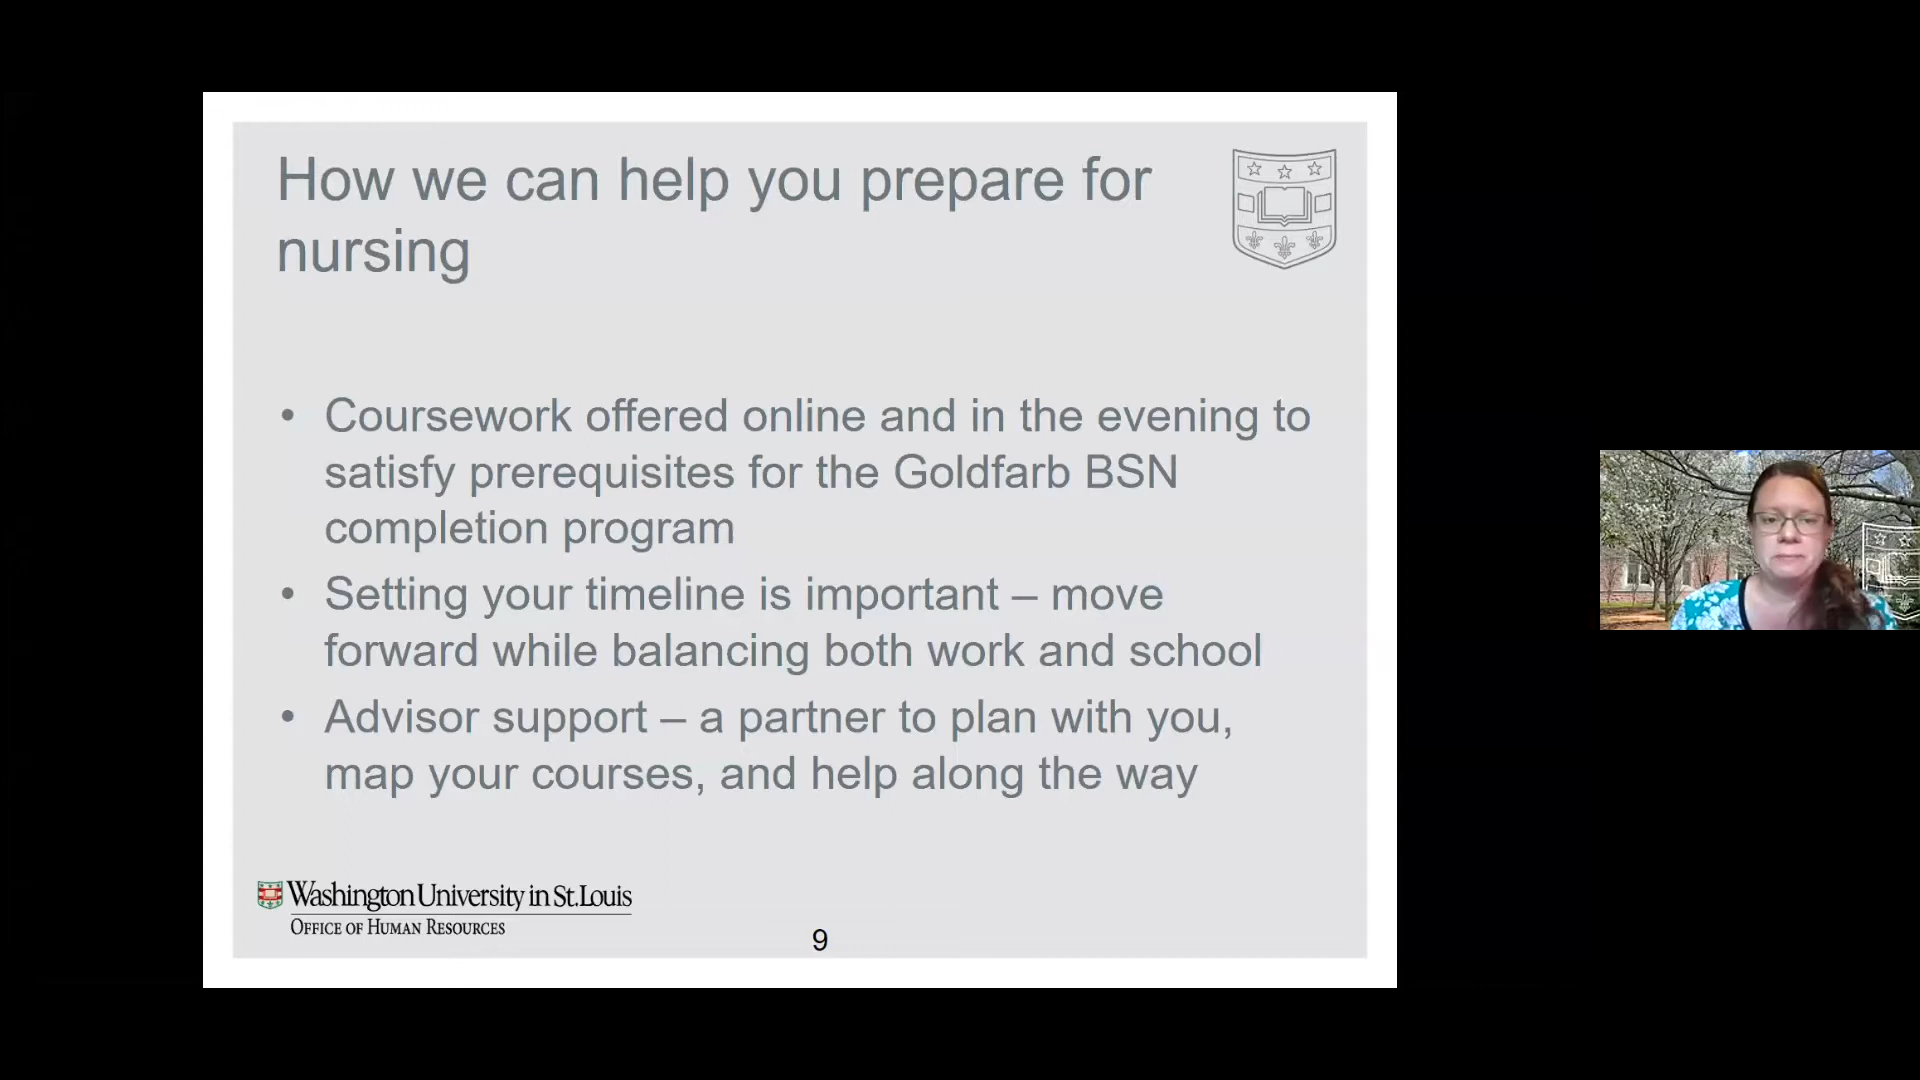 How we can help you prepare for
nursing
• Coursework offered online and in the evening to
satisfy prerequisites for the Goldfarb BSN
completion program
• Setting your timeline is important – move
forward while balancing both work and school
• Advisor support – a partner to plan with you,
map your courses, and help along the way
Washington University in St. Louis
OFFICE OF HUMAN RESOURCES
9